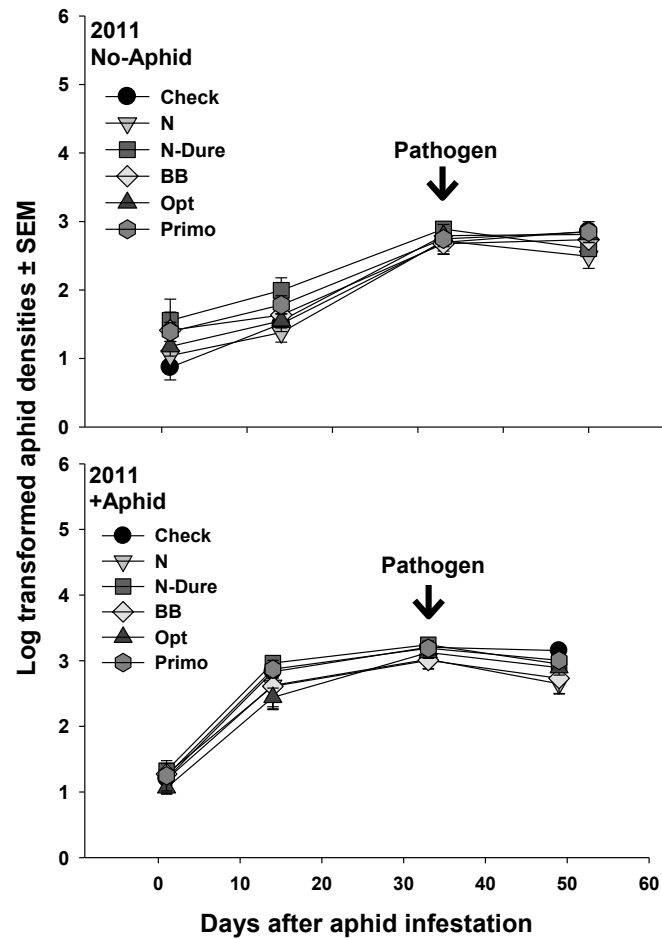 Log transformed aphid densities ± SEM
6
5
4
3
2
1
0
2011
No-Aphid
Check
N
N-Dure
BB
Opt
Primo
Pathogen
6
5
4
3
2
1
0
2011
+Aphid
Check
N
N-Dure
BB
Opt
Primo
Pathogen
0 10 20 30 40 50 60
Days after aphid infestation